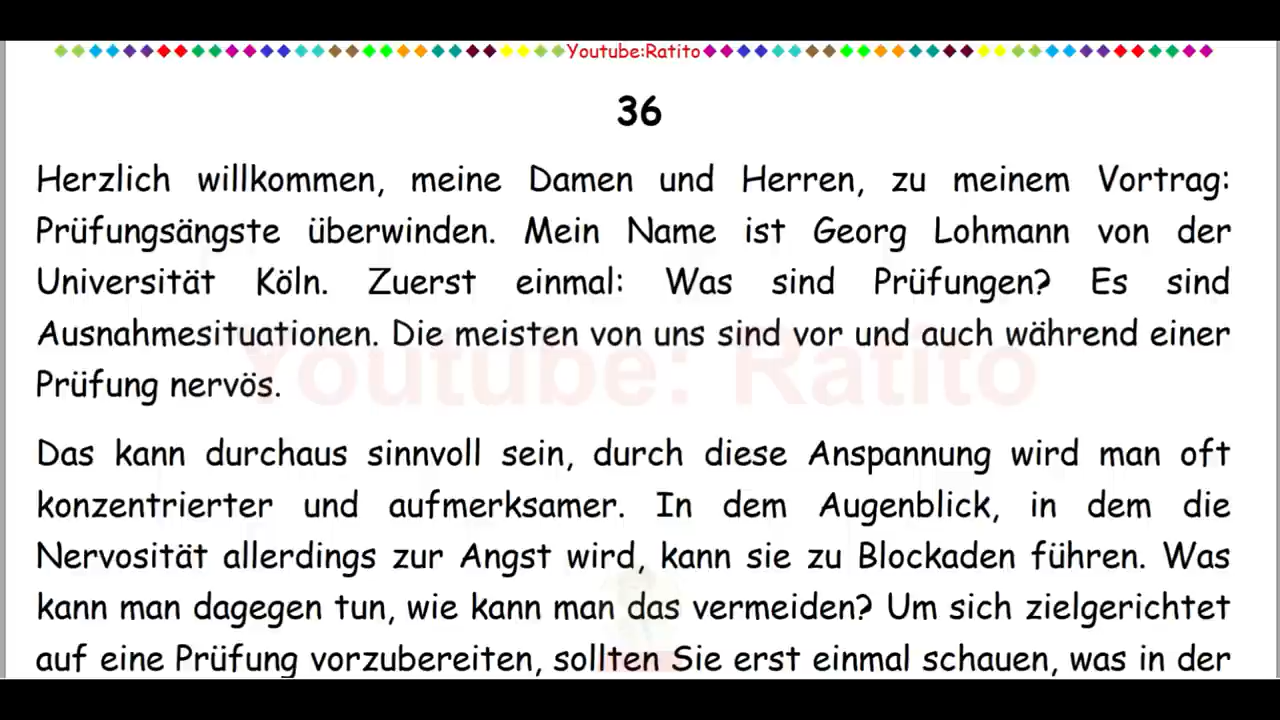 Youtube:Ratito
36
Herzlich willkommen, meine Damen und Herren, zu meinem Vortrag:
Prüfungsängste überwinden. Mein Name ist Georg Lohmann von der
Universität Köln. Zuerst einmal: Was sind Prüfungen? Es sind
Ausnahmesituationen. Die meisten von uns sind vor und auch während einer
Prüfung nervös.
Youtube: Ratito
Das kann durchaus sinnvoll sein, durch diese Anspannung wird man oft
konzentrierter und aufmerksamer. In dem Augenblick, in dem die
Nervosität allerdings zur Angst wird, kann sie zu Blockaden führen. Was
kann man dagegen tun, wie kann man das vermeiden? Um sich zielgerichtet
auf eine Prüfung vorzubereiten, sollten Sie erst einmal schauen, was in der